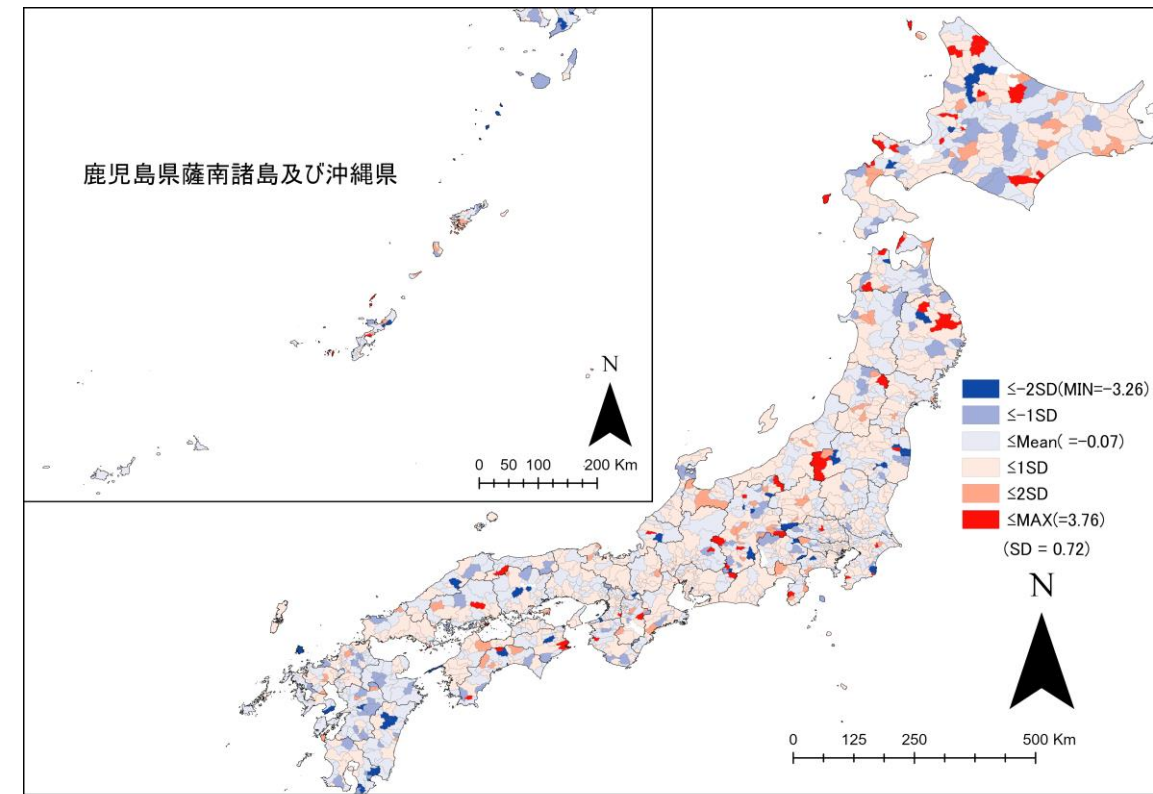 鹿児島県薩南諸島及び沖縄県
N
0 50 100 200 Km
≤-2SD(MIN=-3.26)
≤-1SD
≤Mean( =-0.07)
≤1SD
≤2SD
≤MAX(=3.76)
(SD = 0.72)
N
0 125 250 500 Km